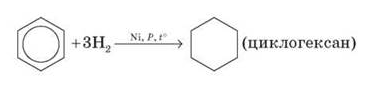 +3H₂ Ni, P, t° (циклогексан)